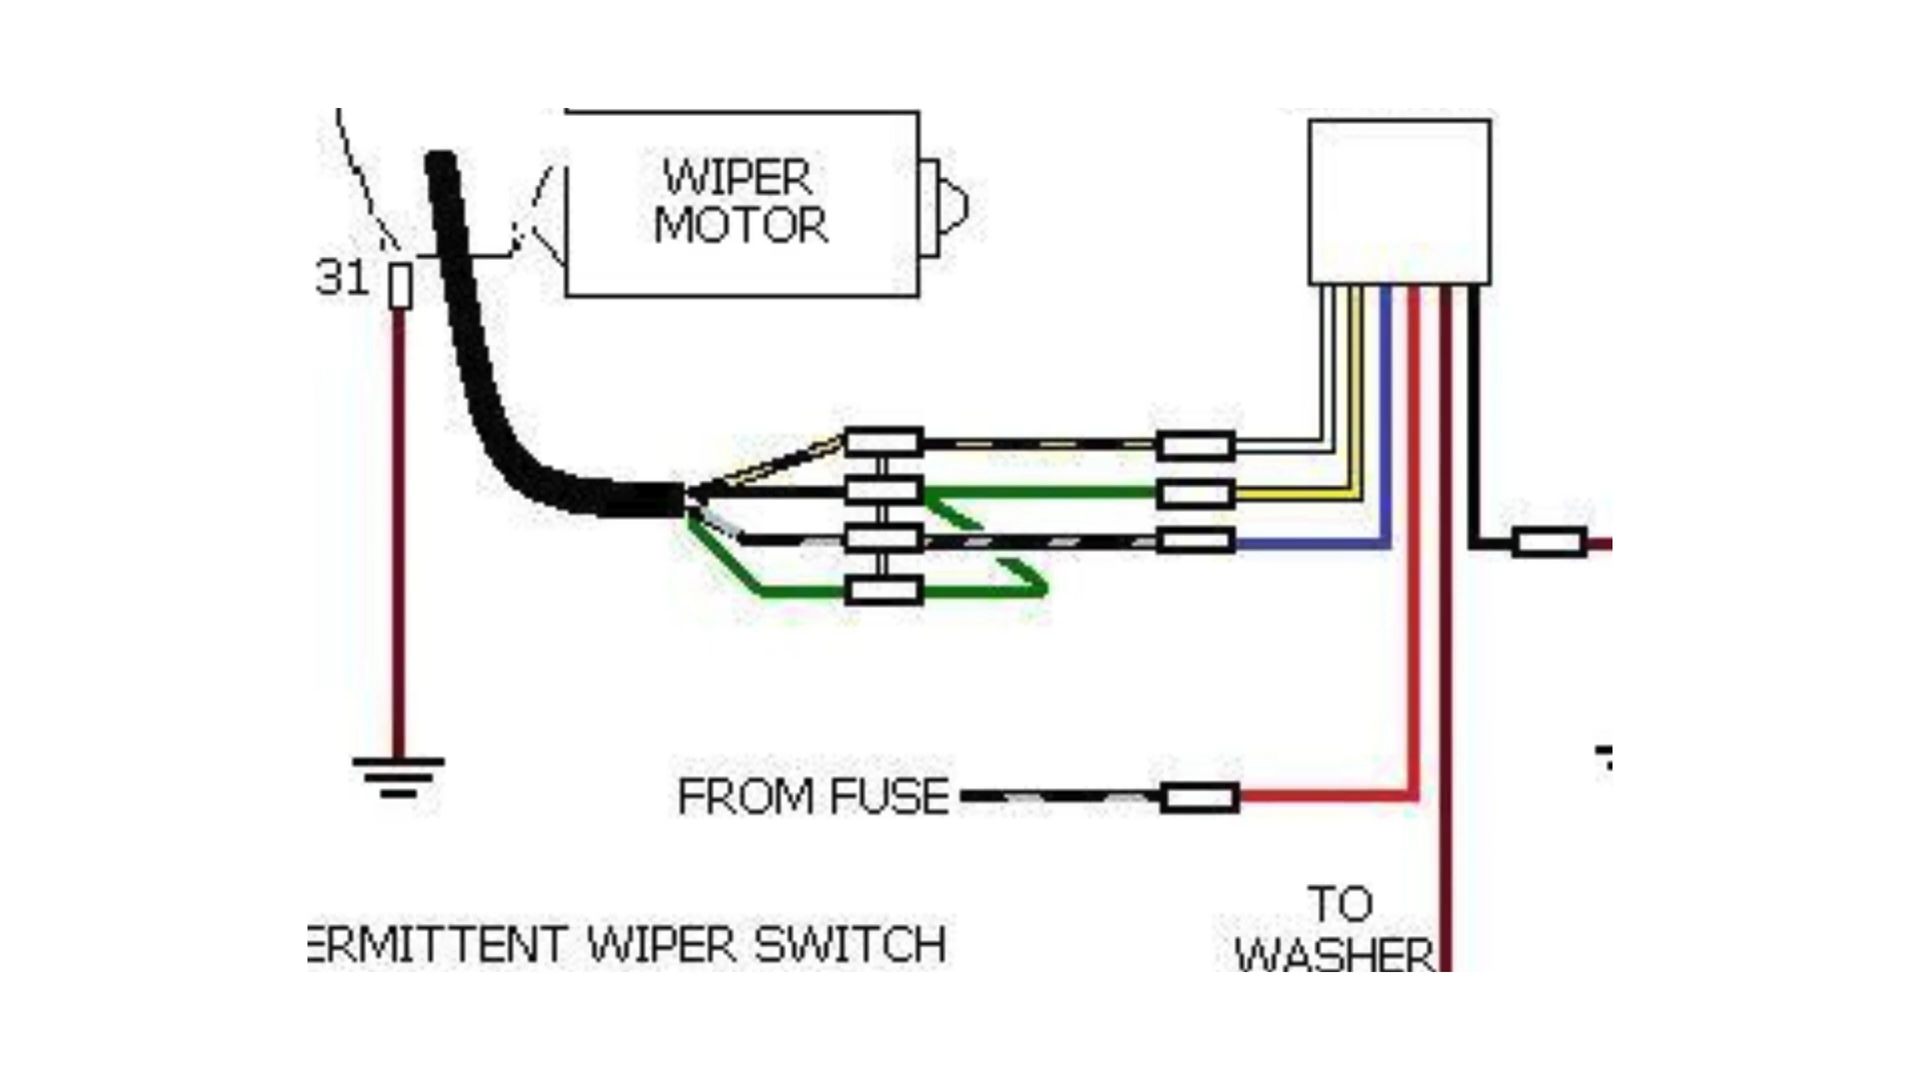 WIPER
MOTOR
31
FROM FUSE
TO
WASHER
ERMITTENT WIPER SWITCH